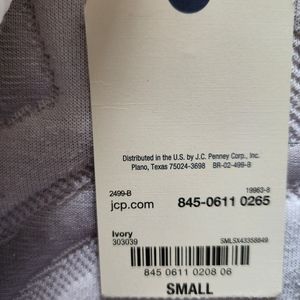 Distributed in the U.S. by J.C. Penney Corp., Inc.
Plano, Texas 75024-3698 BR-02-499-B
2499-B 19963-8
jcp.com 845-0611 0265
Ivory
303039 SMLSX43358849
845 0611 0208 06
SMALL